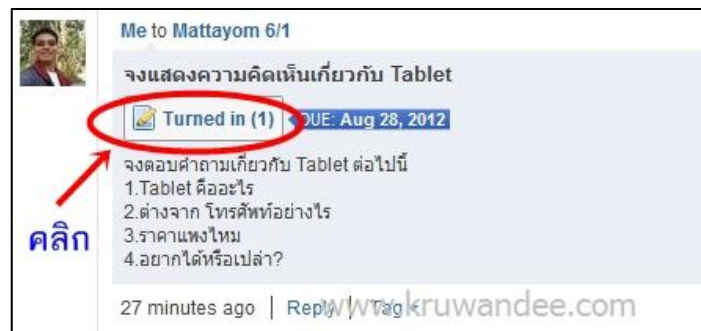 Me to Mattayom 6/1
จงแสดงความคิดเห็นเกี่ยวกับ Tablet
Turned in (1) DUE: Aug 28, 2012
จงตอบคำถามเกี่ยวกับ Tablet ต่อไปนี้
1.Tablet คืออะไร
2.ต่างจาก โทรศัพท์อย่างไร
3.ราคาแพงไหม
4.อยากได้หรือเปล่า?
คลิก
27 minutes ago | Reply | Tag
www.kruwandee.com